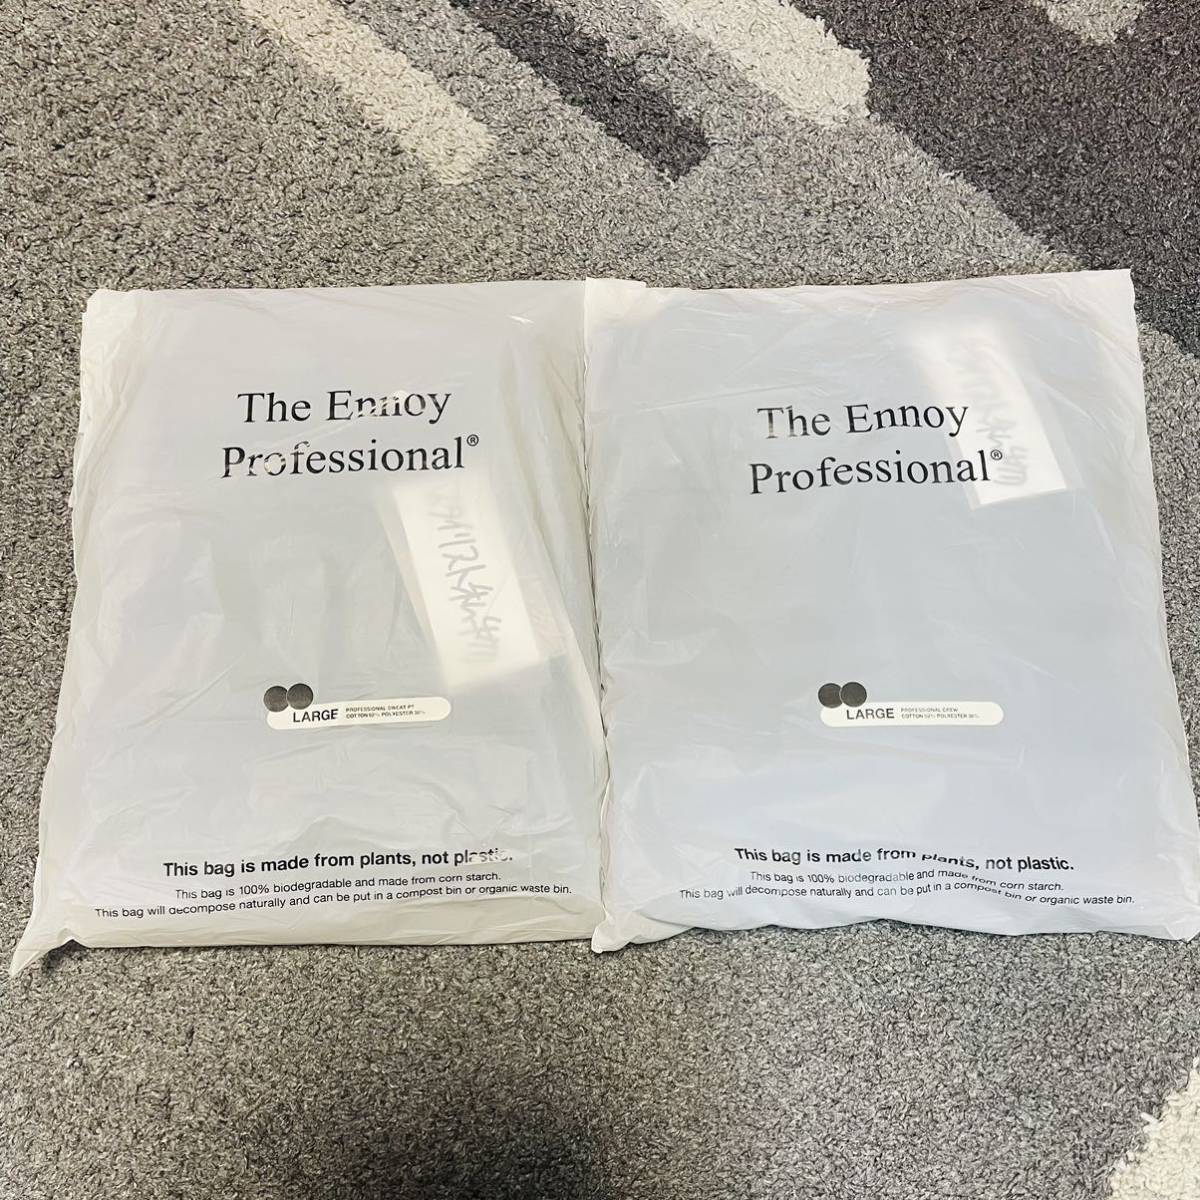 The Ennoy
Professional®
LARGE
PROFESSIONAL SWEAT PT
COTTON POLYESTER
This bag is made from plants, not plastic.
This bag is 100% biodegradable and made from corn starch.
This bag will decompose naturally and can be put in a compost bin or organic waste bin.
The Ennoy
Professional®
LARGE
PROFESSIONAL CREW
COTTON POLYESTER
This bag is made from plants, not plastic.
This bag is 100% biodegradable and made from corn starch.
This bag will decompose naturally and can be put in a compost bin or organic waste bin.